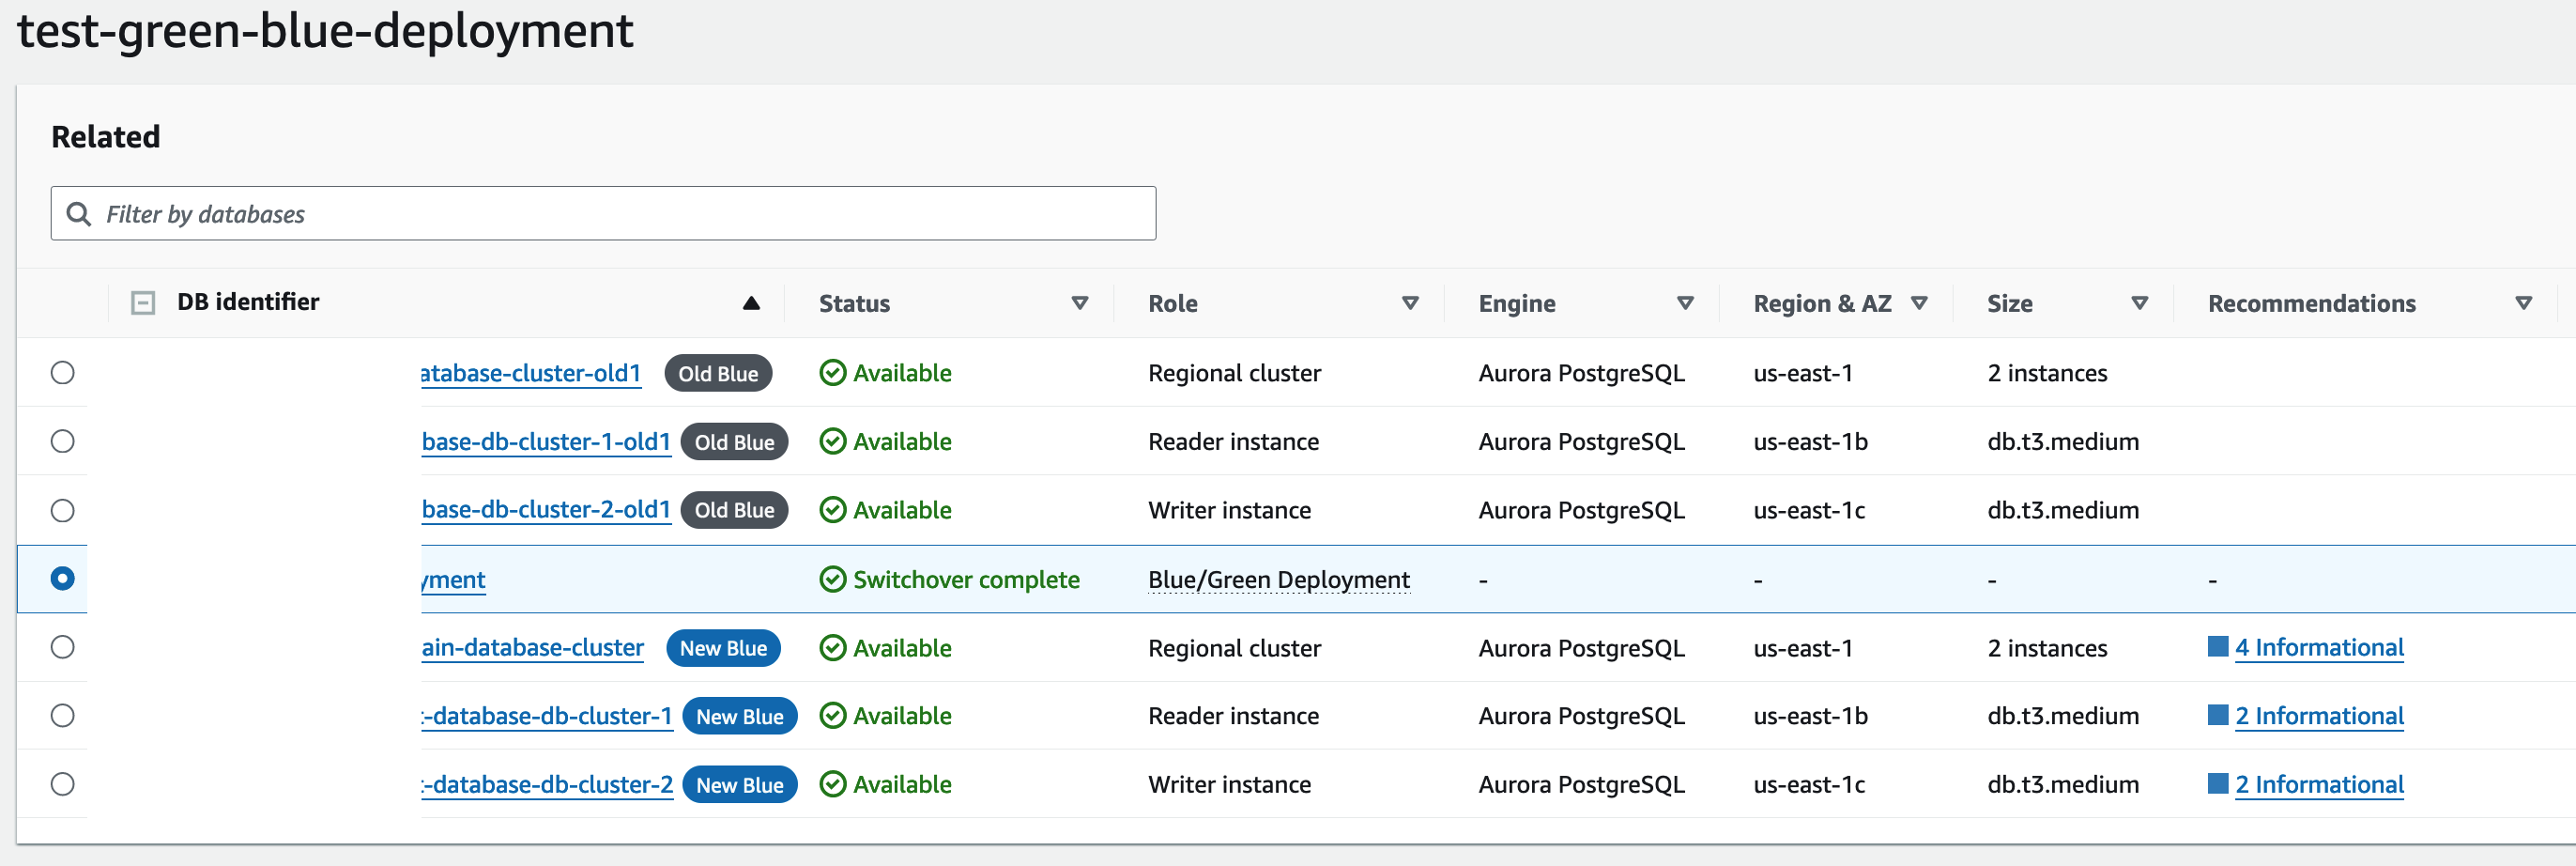 test-green-blue-deployment
Related
Filter by databases
DB identifier Status Role Engine Region & AZ Size Recommendations
atabase-cluster-old1 Old Blue Available Regional cluster Aurora PostgreSQL us-east-1 2 instances
base-db-cluster-1-old1 Old Blue Available Reader instance Aurora PostgreSQL us-east-1b db.t3.medium
base-db-cluster-2-old1 Old Blue Available Writer instance Aurora PostgreSQL us-east-1c db.t3.medium
yment Switchover complete Blue/Green Deployment - - - -
ain-database-cluster New Blue Available Regional cluster Aurora PostgreSQL us-east-1 2 instances 4 Informational
-database-db-cluster-1 New Blue Available Reader instance Aurora PostgreSQL us-east-1b db.t3.medium 2 Informational
-database-db-cluster-2 New Blue Available Writer instance Aurora PostgreSQL us-east-1c db.t3.medium 2 Informational